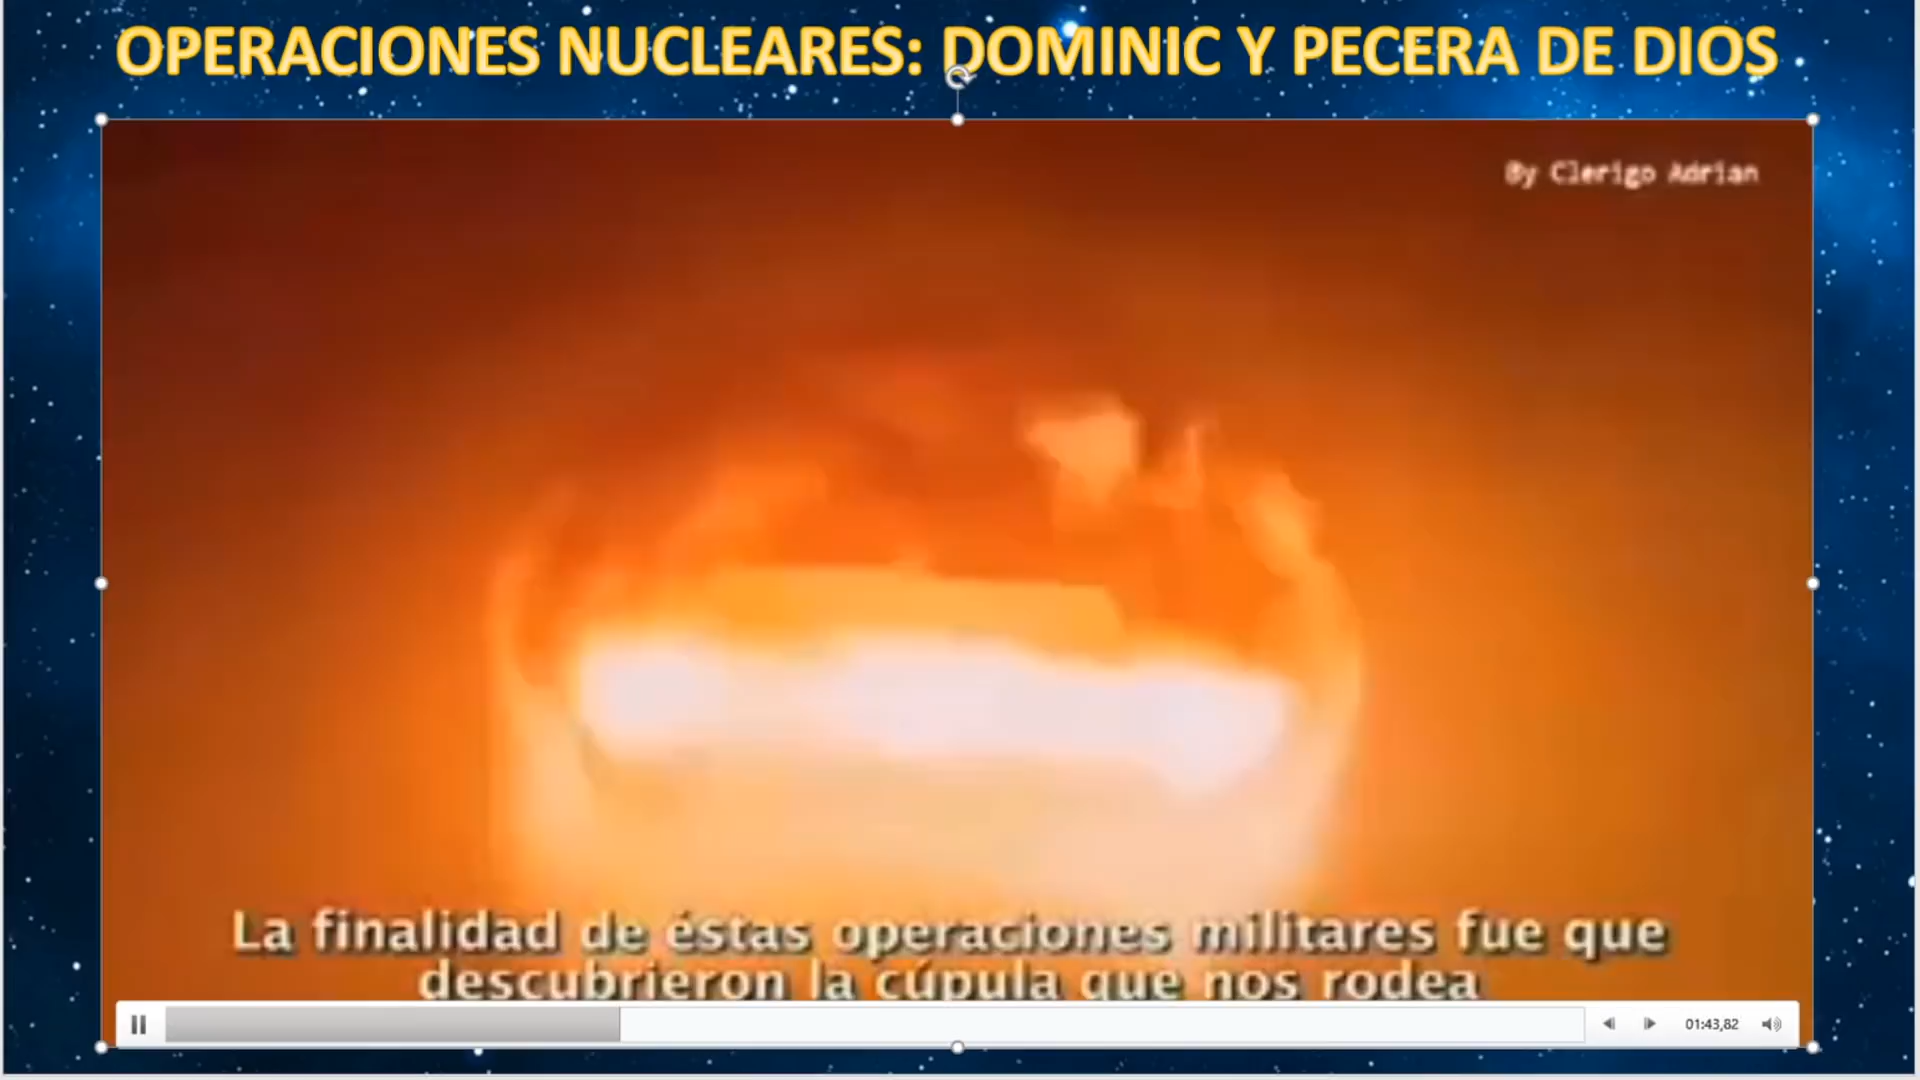 OPERACIONES NUCLEARES: DOMINIC Y PECERA DE DIOS
By Clerigo Adrian
La finalidad de éstas operaciones militares fue que
descubrieron la cúpula que nos rodea
01:43,82